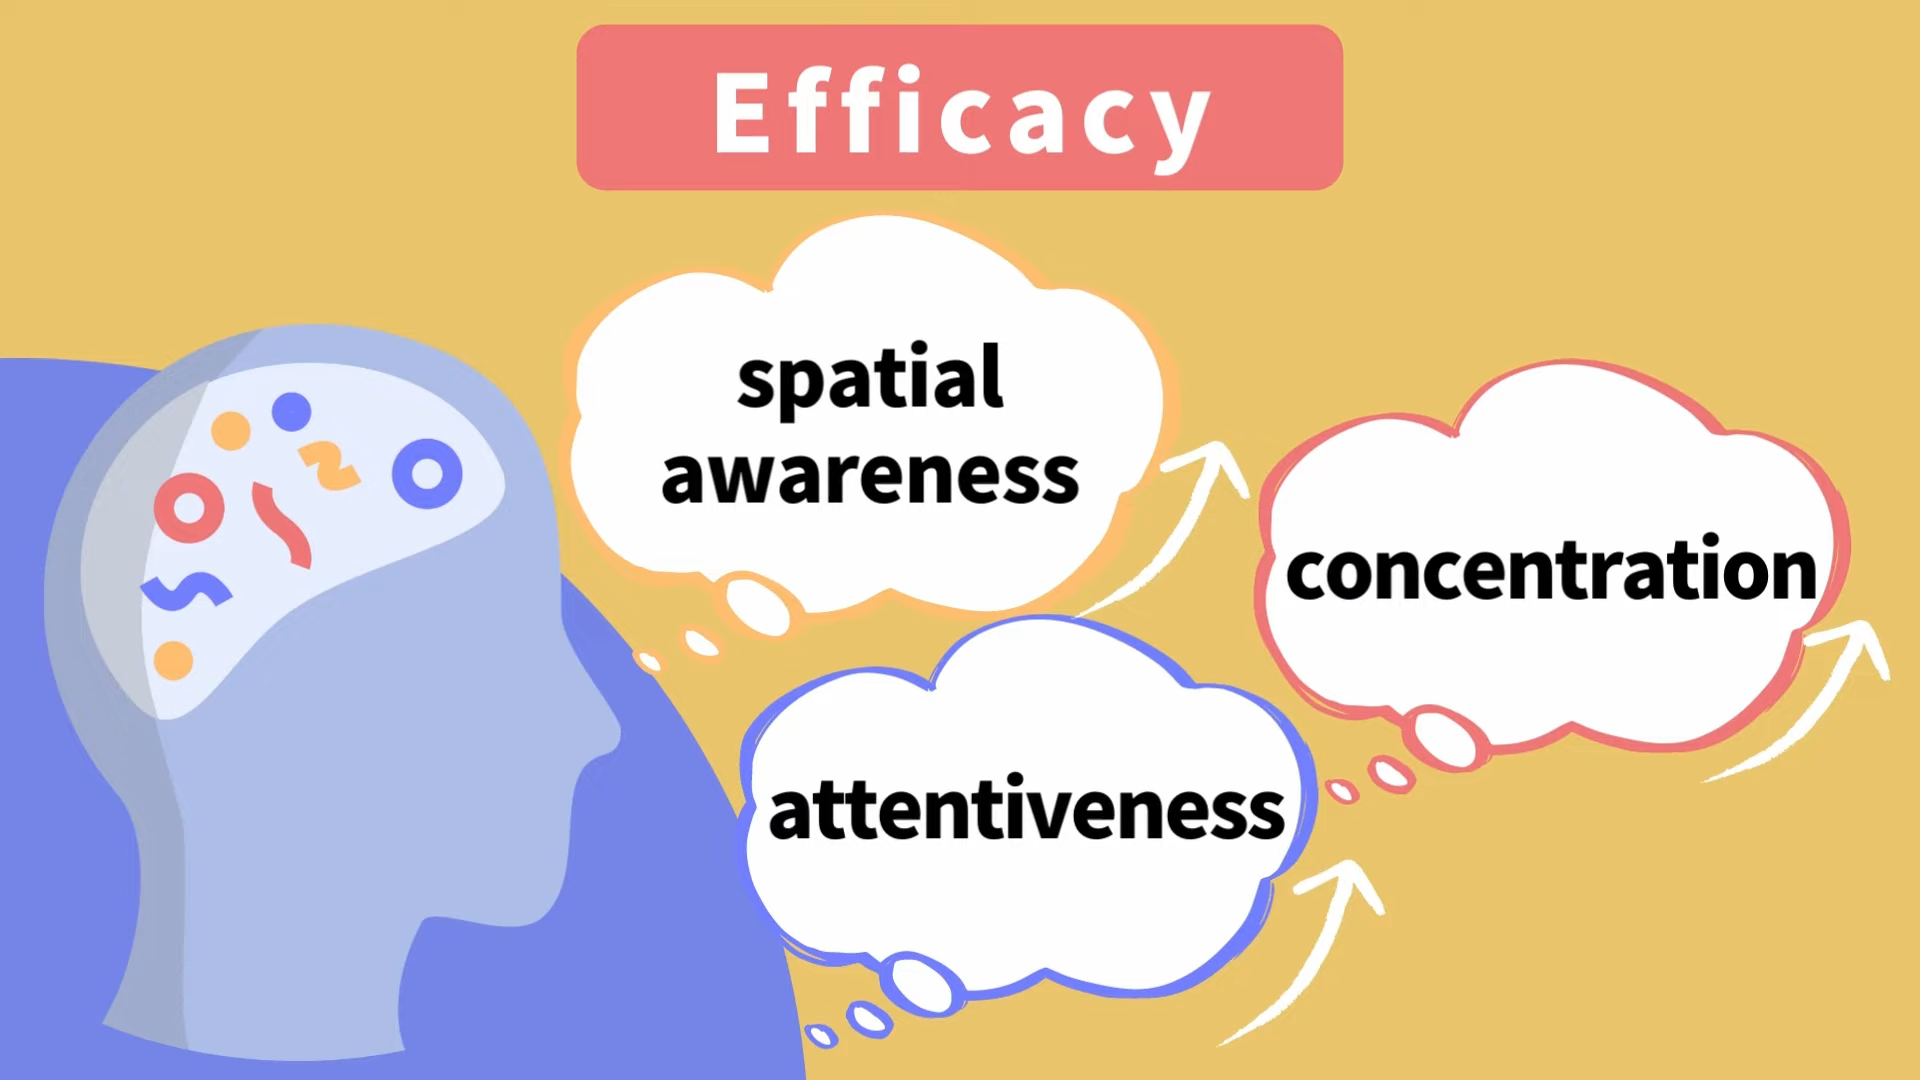 Efficacy
spatial
awareness
concentration
attentiveness